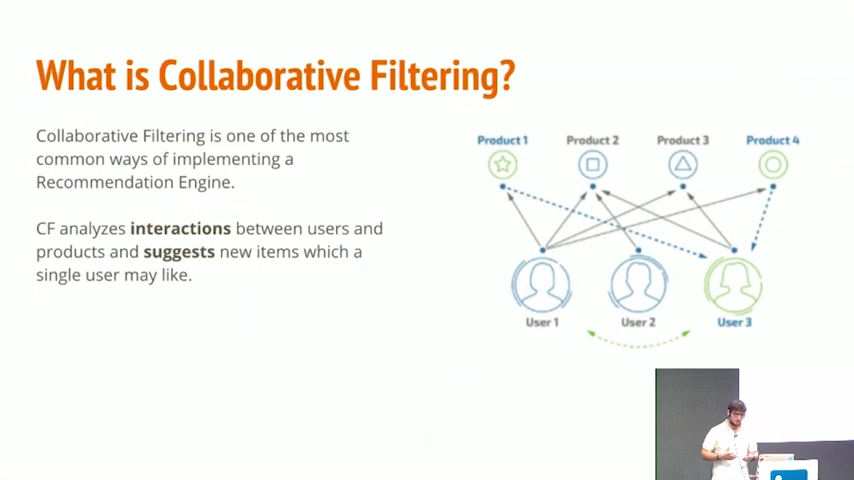 What is Collaborative Filtering?
Collaborative Filtering is one of the most
common ways of implementing a
Recommendation Engine.
CF analyzes interactions between users and
products and suggests new items which a
single user may like.
Product 1 Product 2 Product 3 Product 4
User 1 User 2 User 3